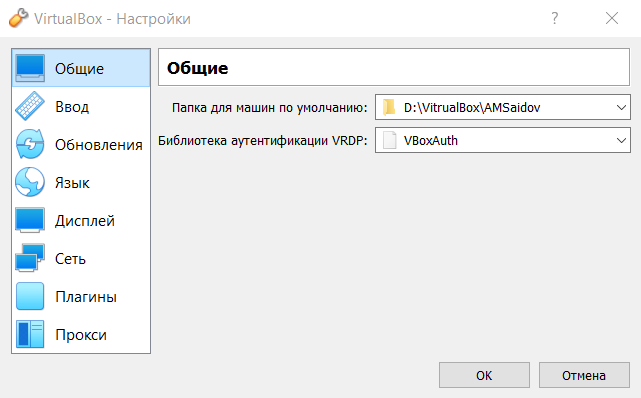 VirtualBox - Настройки
?
Общие
Ввод
Обновления
Язык
Дисплей
Сеть
Плагины
Прокси
Общие
Папка для машин по умолчанию: D:\VitrualBox\AMSaidov
Библиотека аутентификации VRDP: VBoxAuth
OK Отмена